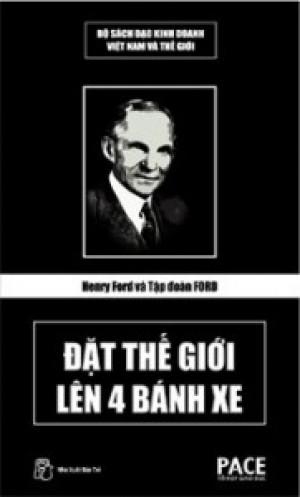 BỘ SÁCH ĐẠO KINH DOANH
VIỆT NAM VÀ THẾ GIỚI
Henry Ford và Tập đoàn FORD
ĐẶT THẾ GIỚI
LÊN 4 BÁNH XE
Nhà Xuất Bản Trẻ
PACE